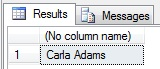 Results Messages
(No column name)
1 Carla Adams